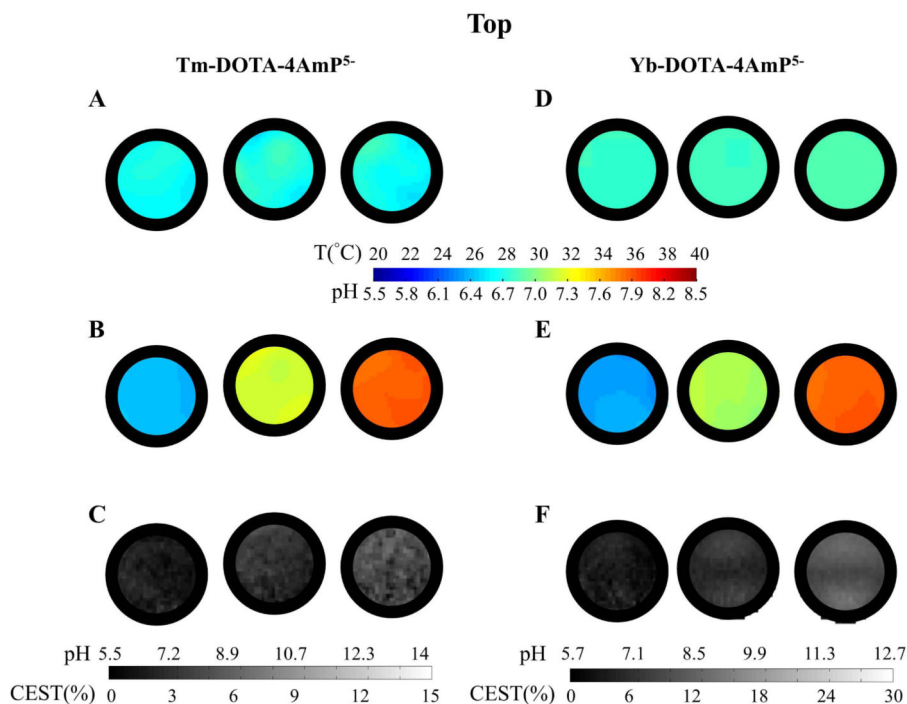 Top
Tm-DOTA-4AmP⁵⁻ Yb-DOTA-4AmP⁵⁻
A D
T(°C) 20 22 24 26 28 30 32 34 36 38 40
pH 5.5 5.8 6.1 6.4 6.7 7.0 7.3 7.6 7.9 8.2 8.5
B E
C F
pH 5.5 7.2 8.9 10.7 12.3 14 pH 5.7 7.1 8.5 9.9 11.3 12.7
CEST(%) 0 3 6 9 12 15 CEST(%) 0 6 12 18 24 30